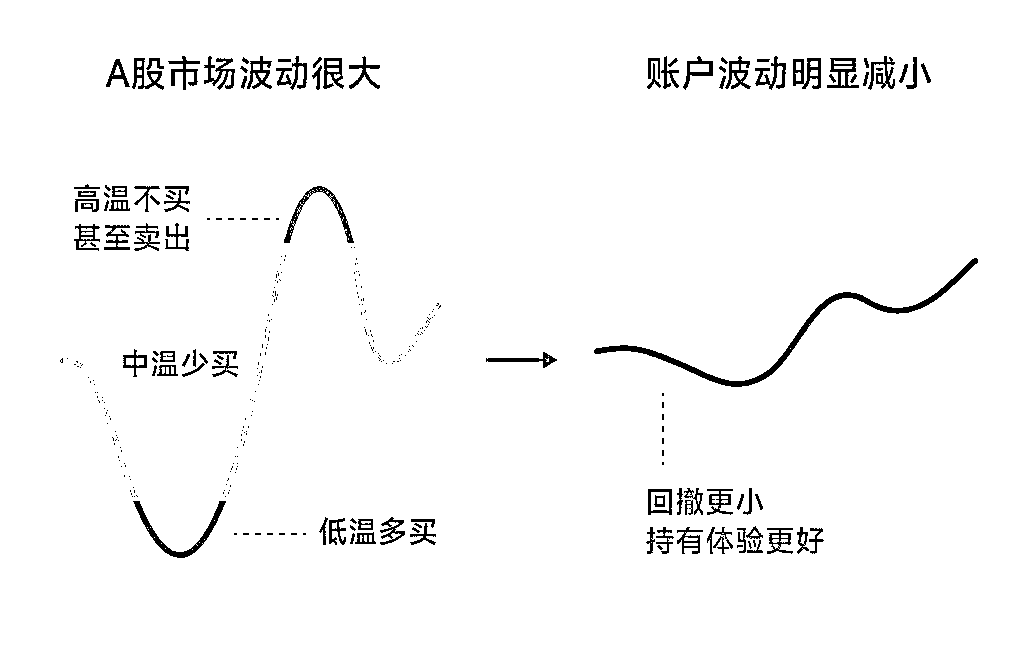 A股市场波动很大
账户波动明显减小
高温不买
甚至卖出
中温少买
低温多买
回撤更小
持有体验更好